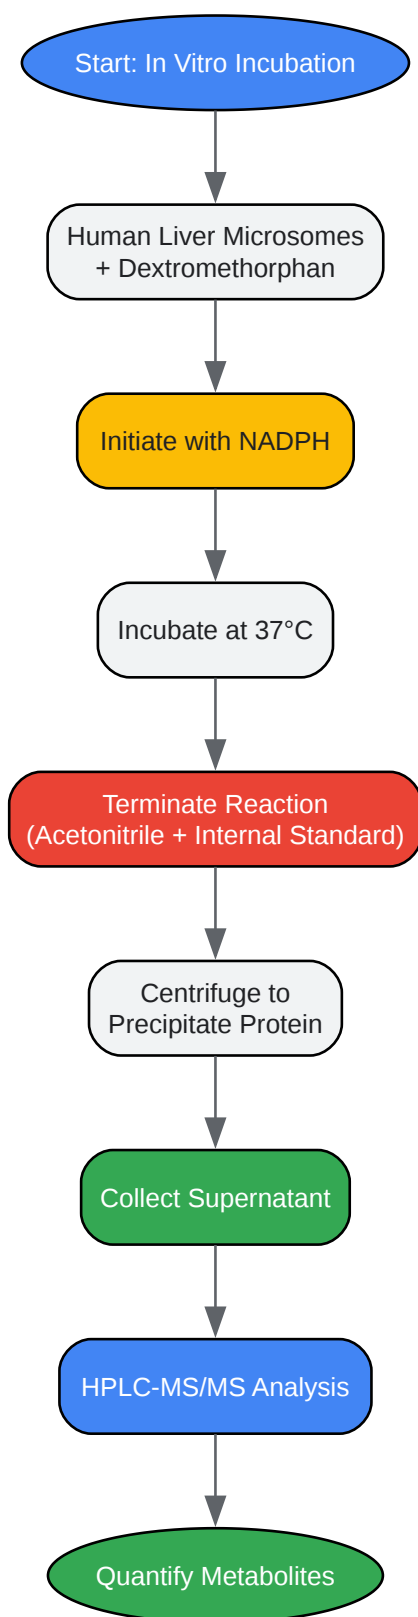 Start: In Vitro Incubation
Human Liver Microsomes
+ Dextromethorphan
Initiate with NADPH
Incubate at 37°C
Terminate Reaction
(Acetonitrile + Internal Standard)
Centrifuge to
Precipitate Protein
Collect Supernatant
HPLC-MS/MS Analysis
Quantify Metabolites